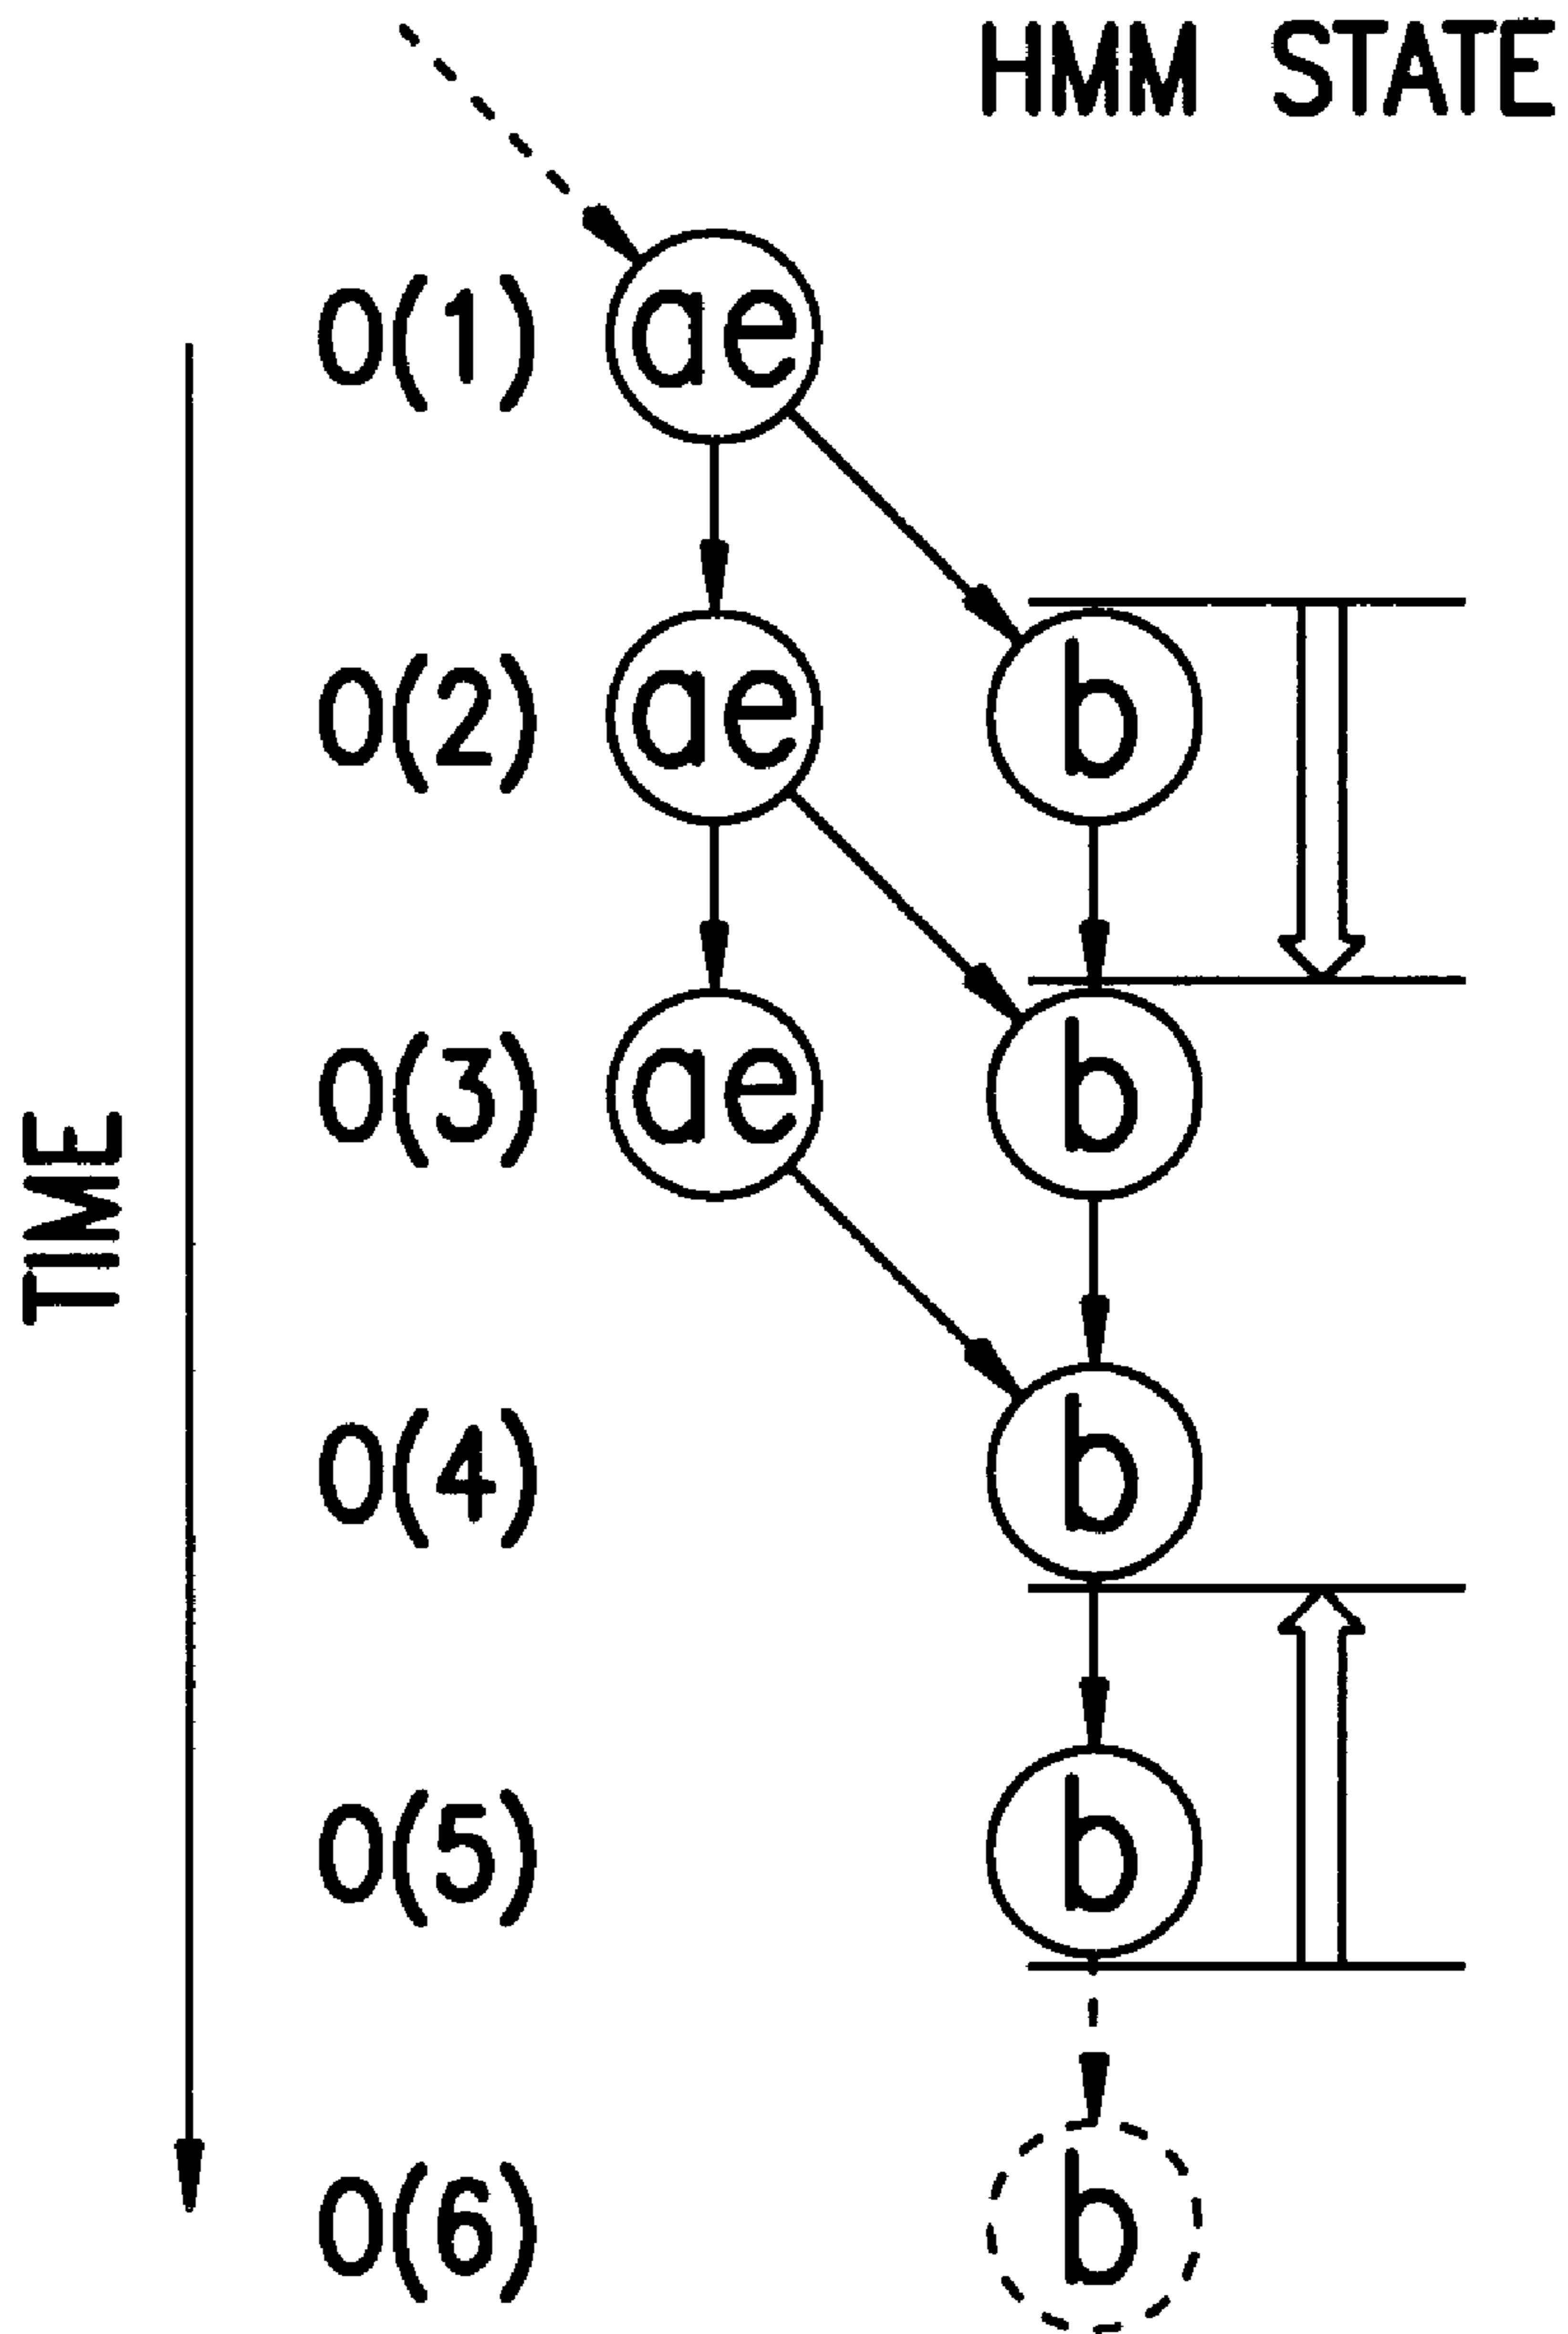 HMM STATE
O(1) ae
O(2) ae b
O(3) ae b
TIME
O(4) b
O(5) b
O(6) b